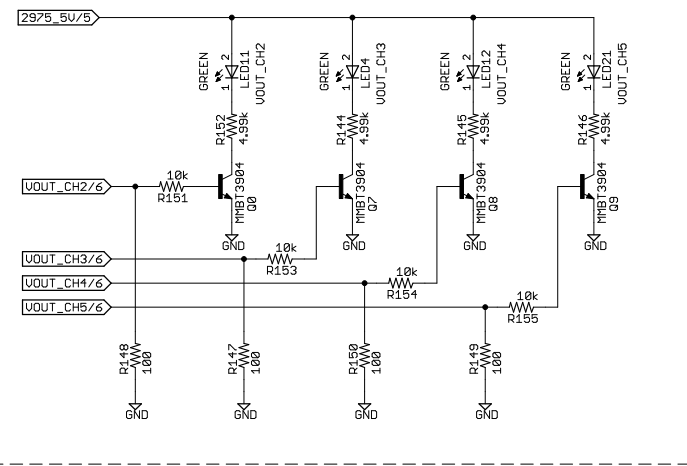 2975_5V/5
GREEN
2
1
LED11
VOUT_CH2
GREEN
2
1
LED4
VOUT_CH3
GREEN
2
1
LED12
VOUT_CH4
GREEN
2
1
LED21
VOUT_CH5
R152
4.99k
R144
4.99k
R145
4.99k
R146
4.99k
VOUT_CH2/6
10k
R151
MMBT3904
Q0
MMBT3904
Q7
MMBT3904
Q8
MMBT3904
Q9
GND
GND
GND
GND
VOUT_CH3/6
10k
R153
VOUT_CH4/6
10k
R154
VOUT_CH5/6
10k
R155
R148
100
R147
100
R150
100
R149
100
GND
GND
GND
GND